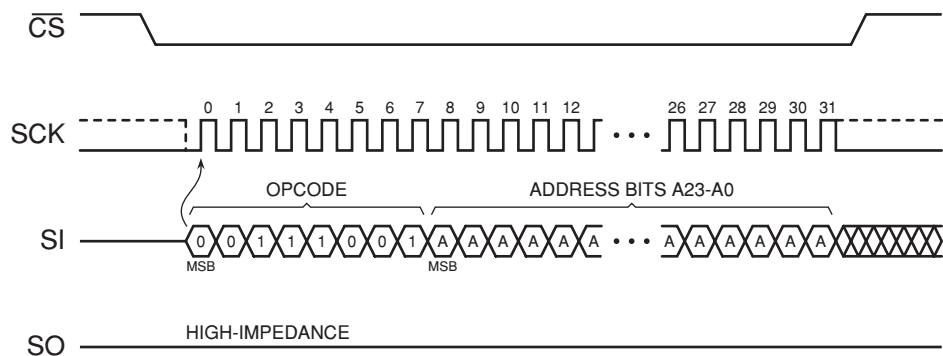 CS
SCK
0 1 2 3 4 5 6 7 8 9 10 11 12 26 27 28 29 30 31
OPCODE
ADDRESS BITS A23-A0
SI
0 0 1 1 1 0 0 1 A A A A A A A A A A A A
MSB
MSB
SO
HIGH-IMPEDANCE